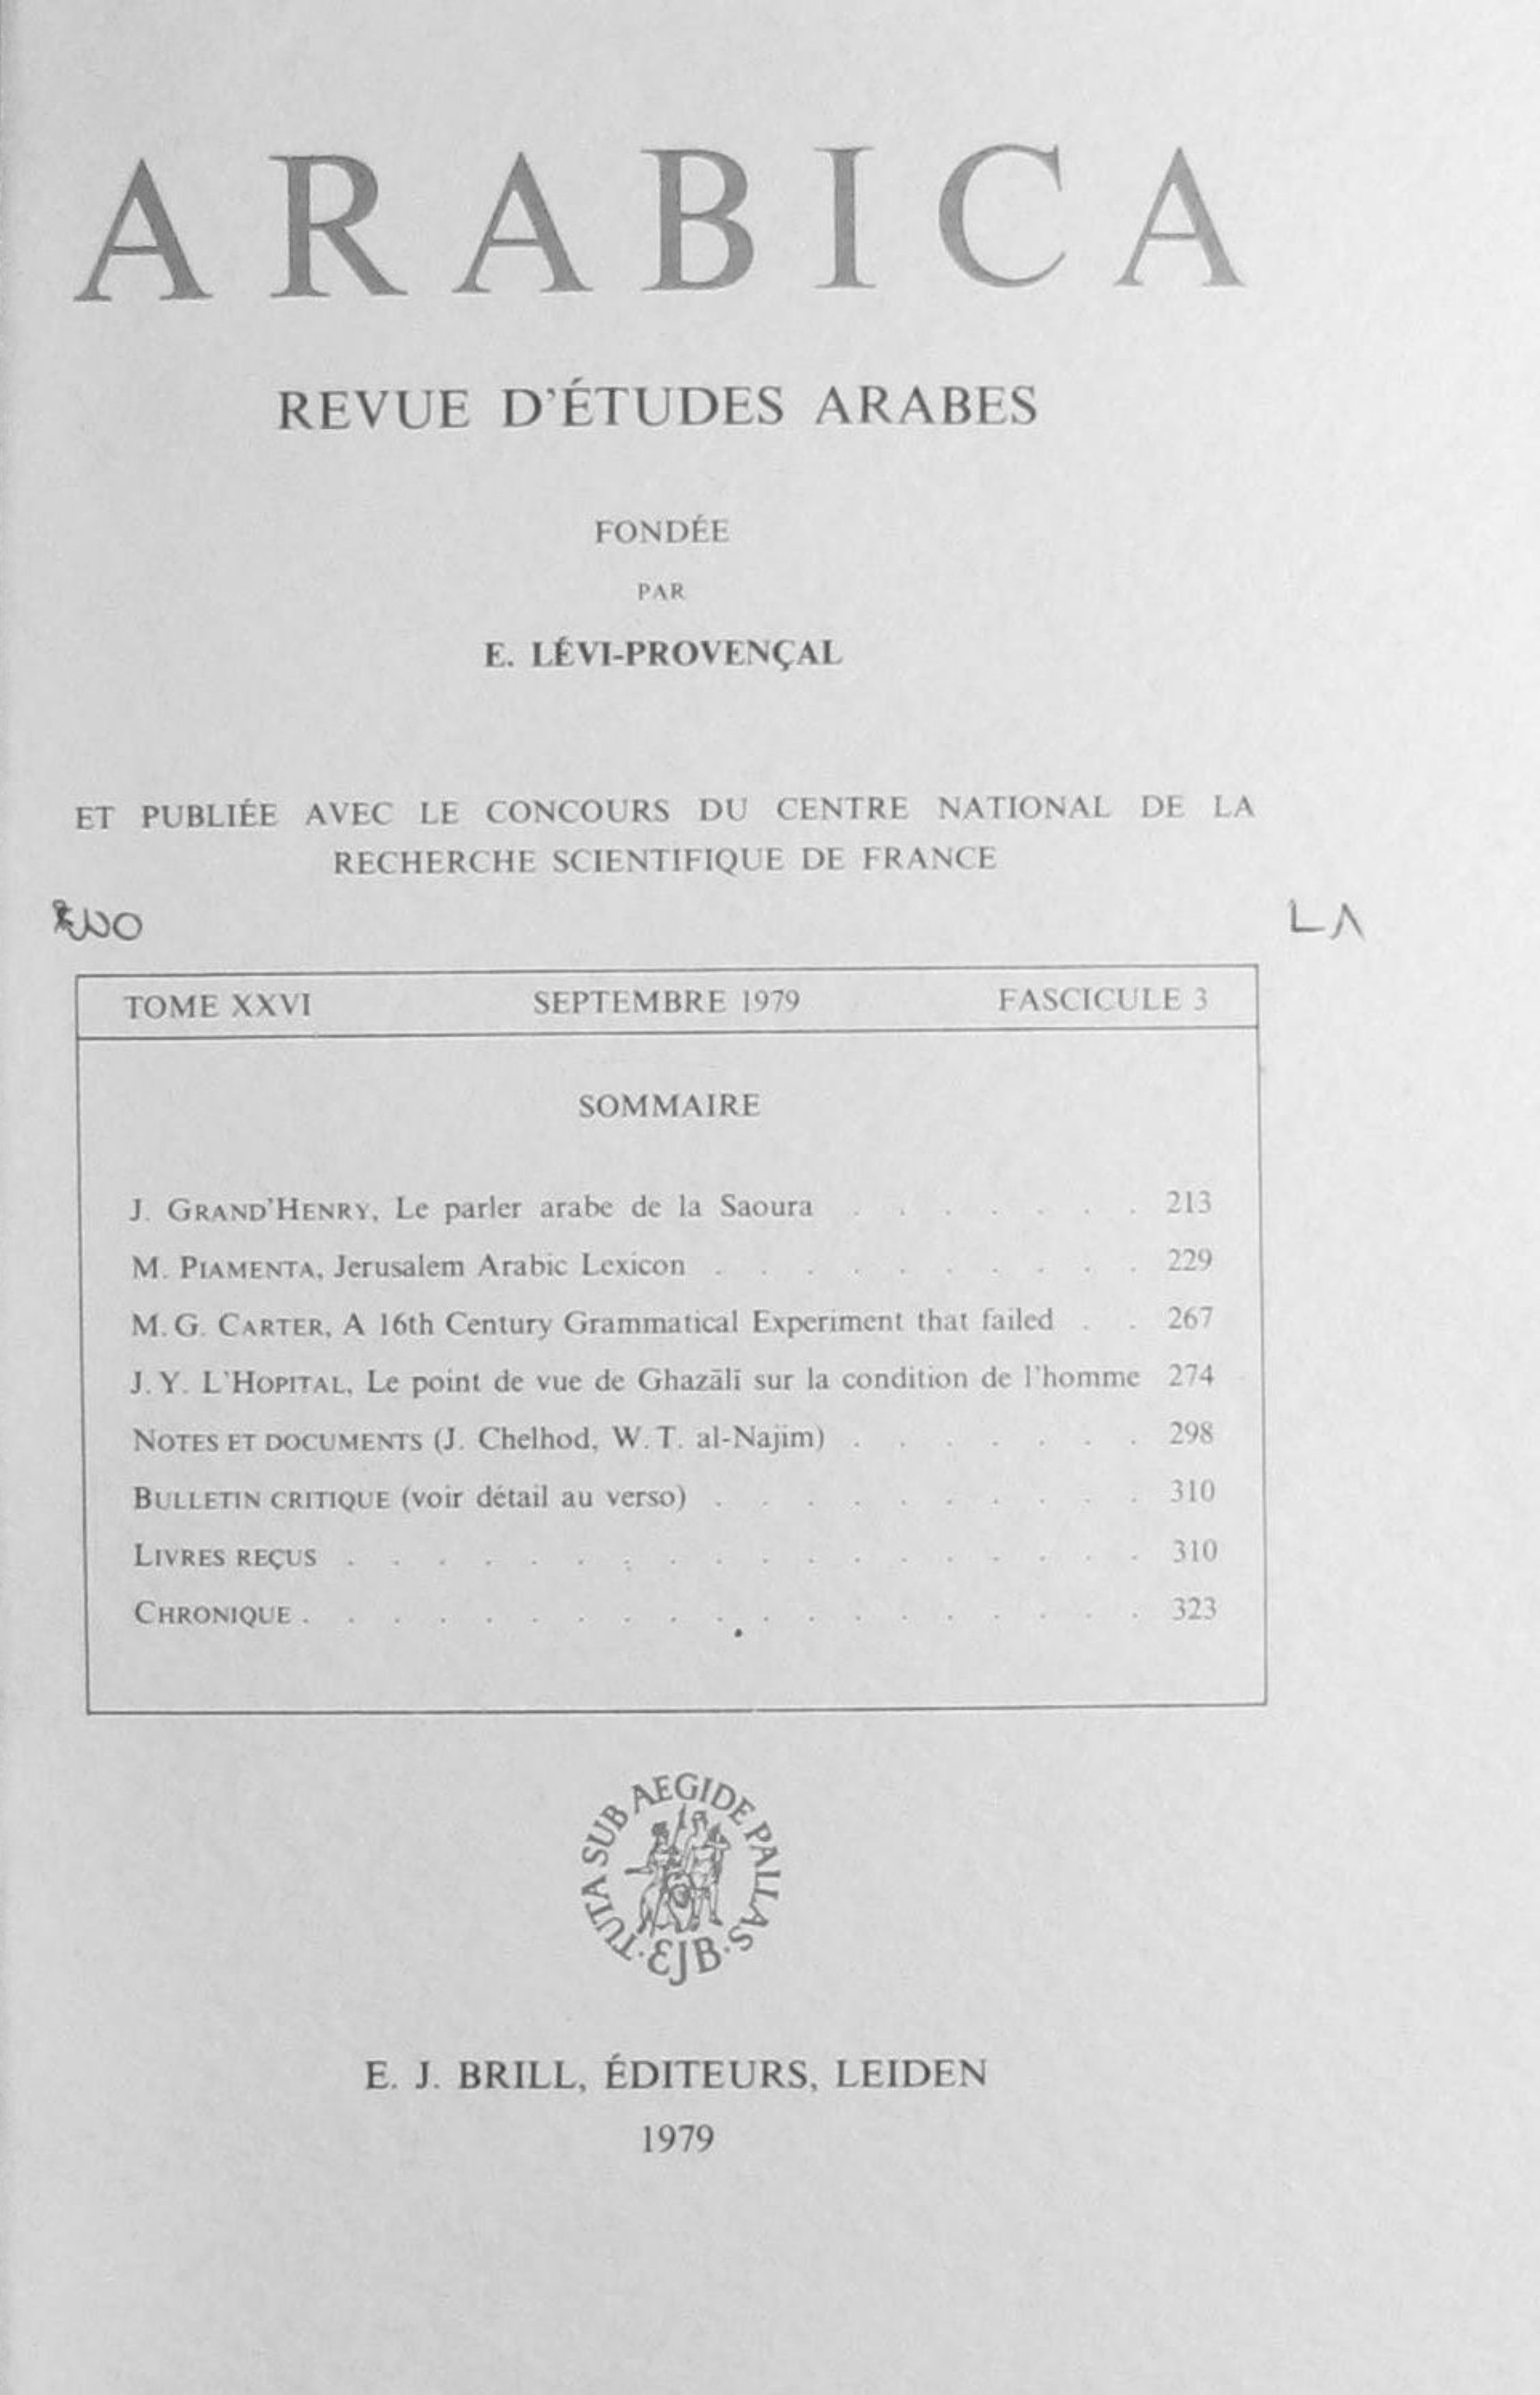 ARABICA
REVUE D'ÉTUDES ARABES
FONDÉE
PAR
E. LÉVI-PROVENÇAL
ET PUBLIÉE AVEC LE CONCOURS DU CENTRE NATIONAL DE LA
RECHERCHE SCIENTIFIQUE DE FRANCE
TOME XXVI SEPTEMBRE 1979 FASCICULE 3
SOMMAIRE
J. GRAND'HENRY, Le parler arabe de la Saoura . . . . . . . 213
M. PIAMENTA, Jerusalem Arabic Lexicon . . . . . . . . . . 229
M. G. CARTER, A 16th Century Grammatical Experiment that failed . . 267
J. Y. L'HOPITAL, Le point de vue de Ghazālī sur la condition de l'homme 274
NOTES ET DOCUMENTS (J. Chelhod, W. T. al-Najim) . . . . . . . 298
BULLETIN CRITIQUE (voir détail au verso) . . . . . . . . . . 310
LIVRES REÇUS . . . . . . . . . . . . . . . . . . 310
CHRONIQUE . . . . . . . . . . . . . . . . . . . 323
TUTA SUB AEGIDE PALLAS
EJB
E. J. BRILL, ÉDITEURS, LEIDEN
1979